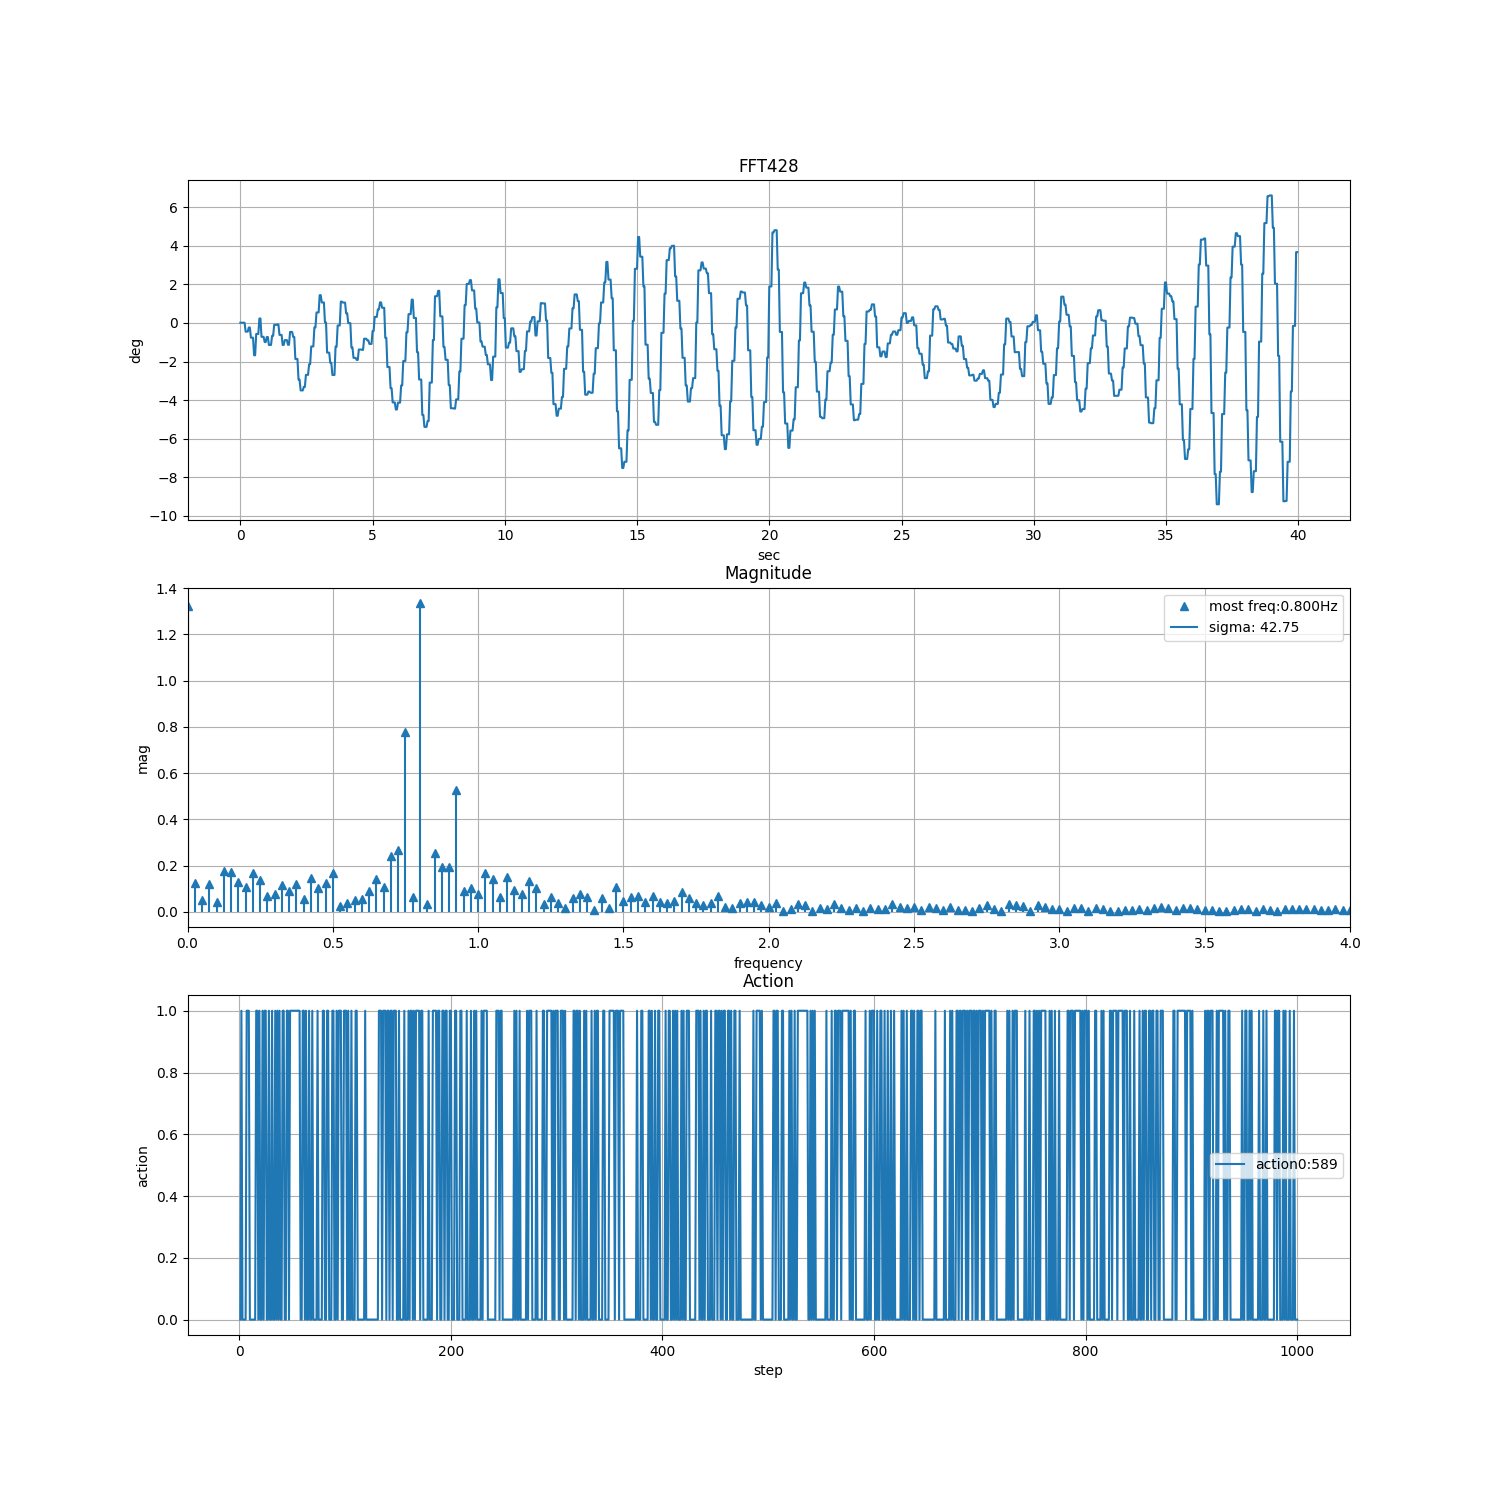 FFT428
6
4
2
0
−2
−4
−6
−8
−10
deg
0 5 10 15 20 25 30 35 40
sec
Magnitude
1.4
1.2
1.0
0.8
0.6
0.4
0.2
0.0
mag
most freq:0.800Hz
sigma: 42.75
0.0 0.5 1.0 1.5 2.0 2.5 3.0 3.5 4.0
frequency
Action
1.0
0.8
0.6
0.4
0.2
0.0
action
action0:589
0 200 400 600 800 1000
step